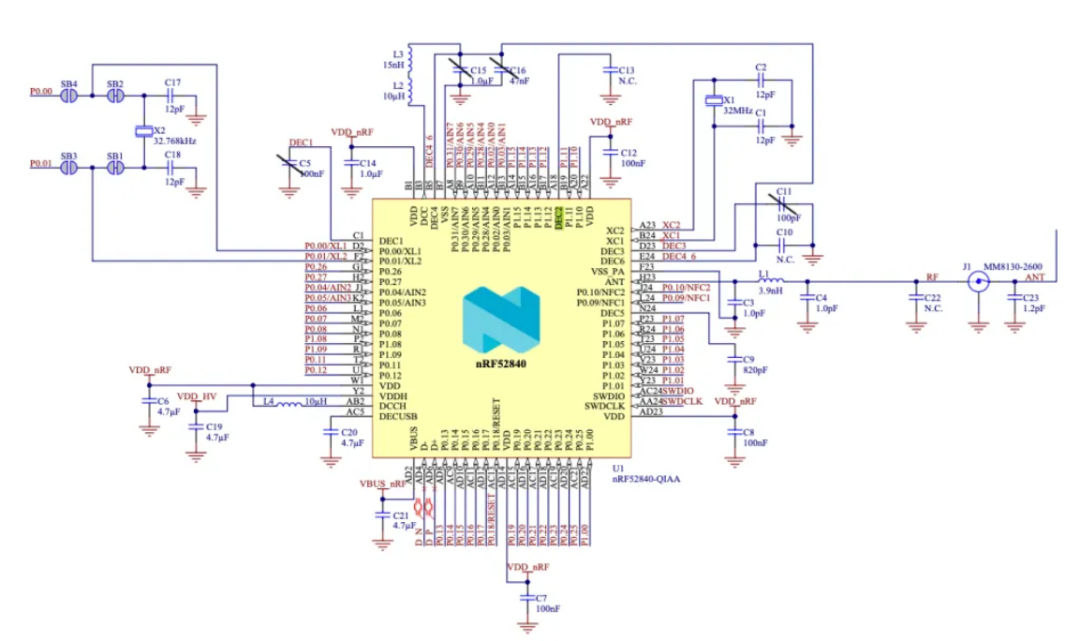 L3
15nH
L2
10µH
C15
1.0µF
C16
47nF
C13
N.C.
C2
12pF
X1
32MHz
C1
12pF
P0.00
SB4
SB2
C17
12pF
X2
32.768kHz
P0.01
SB3
SB1
C18
12pF
DEC1
C5
100nF
VDD_nRF
C14
1.0µF
DEC4_6
P0.31/AIN7
P0.30/AIN6
P0.29/AIN5
P0.28/AIN4
P0.02/AIN0
P0.03/AIN1
P1.15
P1.14
P1.13
P1.12
P1.11
P1.10
VDD_nRF
C12
100nF
B1
B3
B5
B7
A8
A10
B11
A12
B13
A14
B15
A16
B17
A18
B19
A20
A22
VDD
DCC
DEC4
VSS
P0.31/AIN7
P0.30/AIN6
P0.29/AIN5
P0.28/AIN4
P0.02/AIN0
P0.03/AIN1
P1.15
P1.14
P1.13
P1.12
DEC2
P1.11
P1.10
VDD
C11
100pF
C10
N.C.
C1 DEC1
P0.00/XL1 D2 P0.00/XL1
P0.01/XL2 F2 P0.01/XL2
P0.26 G1 P0.26
P0.27 H2 P0.27
P0.04/AIN2 J1 P0.04/AIN2
P0.05/AIN3 K2 P0.05/AIN3
P0.06 L1 P0.06
P0.07 M2 P0.07
P0.08 N1 P0.08
P1.08 P2 P1.08
P1.09 R1 P1.09
P0.11 T2 P0.11
P0.12 U1 P0.12
W1 VDD
Y2 VDDH
AB2 DCCH
AC5 DECUSB
XC2 A23 XC2
XC1 B24 XC1
DEC3 D23 DEC3
DEC6 E24 DEC4_6
VSS_PA F23
ANT H23
P0.10/NFC2 J24 P0.10/NFC2
P0.09/NFC1 L24 P0.09/NFC1
DEC5 N24
P1.07 P23 P1.07
P1.06 R24 P1.06
P1.05 T23 P1.05
P1.04 U24 P1.04
P1.03 V23 P1.03
P1.02 W24 P1.02
P1.01 Y23 P1.01
SWDIO AC24 SWDIO
SWDCLK AA24 SWDCLK
VDD AD23
nRF52840
L1
3.9nH
RF
J1
MM8130-2600
ANT
C3
1.0pF
C4
1.0pF
C22
N.C.
C23
1.2pF
C9
820pF
VDD_nRF
C8
100nF
VDD_nRF
C6
4.7µF
VDD_HV
C19
4.7µF
L4
10µH
C20
4.7µF
VBUS
D-
D+
P0.13
P0.14
P0.15
P0.16
P0.17
P0.18/RESET
VDD
P0.19
P0.20
P0.21
P0.22
P0.23
P0.24
P0.25
P1.00
U1
nRF52840-QIAA
AD2
AD4
AD6
AD8
AC9
AD10
AC11
AD12
AC13
AD14
AC15
AD16
AC17
AD18
AC19
AD20
AC21
AD22
VBUS_nRF
C21
4.7µF
D_N
D_P
P0.13
P0.14
P0.15
P0.16
P0.17
P0.18/RESET
P0.19
P0.20
P0.21
P0.22
P0.23
P0.24
P0.25
P1.00
VDD_nRF
C7
100nF